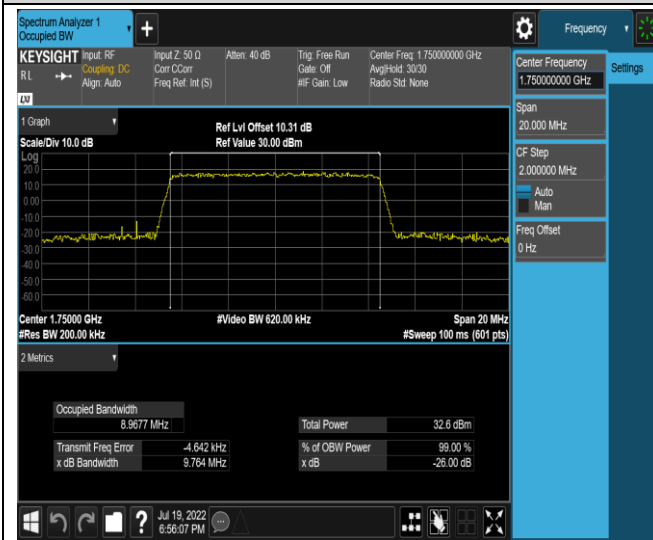 Spectrum Analyzer 1
Occupied BW
+
Frequency
KEYSIGHT
RL
LXI
Input: RF
Coupling: DC
Align: Auto
Input Z: 50 Ω
Corr CCorr
Freq Ref: Int (S)
Atten: 40 dB
Trig: Free Run
Gate: Off
#IF Gain: Low
Center Freq: 1.750000000 GHz
Avg|Hold: 30/30
Radio Std: None
Center Frequency
1.750000000 GHz
Settings
Span
20.000 MHz
CF Step
2.000000 MHz
Auto
Man
Freq Offset
0 Hz
1 Graph
Scale/Div 10.0 dB
Ref Lvl Offset 10.31 dB
Ref Value 30.00 dBm
Log
20.0
10.0
0.00
-10.0
-20.0
-30.0
-40.0
-50.0
-60.0
Center 1.75000 GHz
#Video BW 620.00 kHz
Span 20 MHz
#Res BW 200.00 kHz
#Sweep 100 ms (601 pts)
2 Metrics
Occupied Bandwidth
8.9677 MHz
Total Power 32.6 dBm
Transmit Freq Error -4.642 kHz
% of OBW Power 99.00 %
x dB Bandwidth 9.764 MHz
x dB -26.00 dB
?
Jul 19, 2022
6:56:07 PM